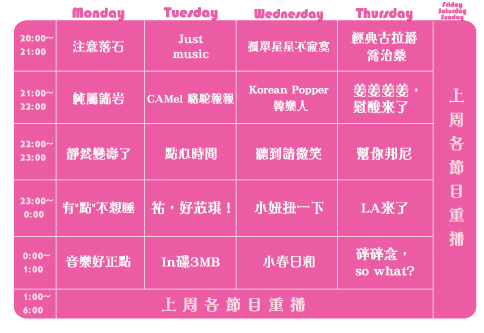 Monday Tuesday Wednesday Thursday Friday
Saturday
Sunday
20:00~
21:00
注意落石
Just
music
孤單星星不寂寞
經典古拉爵
喬治桑
21:00~
22:00
純屬謠岩
CAMel 駱駝報報
Korean Popper
韓樂人
姜姜姜姜，
尉酸來了
22:00~
23:00
靜然變壽了
點心時間
聽到請微笑
幫你邦尼
23:00~
0:00
有"點"不想睡
祐，好菈琪！
小妞扭一下
LA來了
0:00~
1:00
音樂好正點
In碟3MB
小春日和
碎碎念，
so what?
1:00~
6:00
上周各節目重播
上周各節目重播